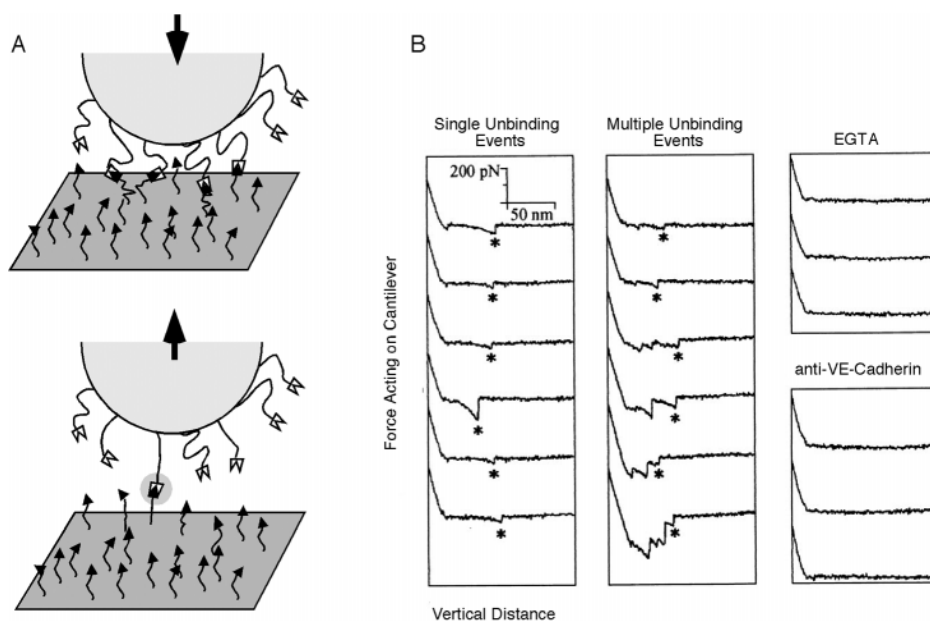 A
B
Single Unbinding
Events
Multiple Unbinding
Events
EGTA
200 pN
50 nm
*
*
*
*
*
*
*
*
*
*
*
*
anti-VE-Cadherin
Force Acting on Cantilever
Vertical Distance